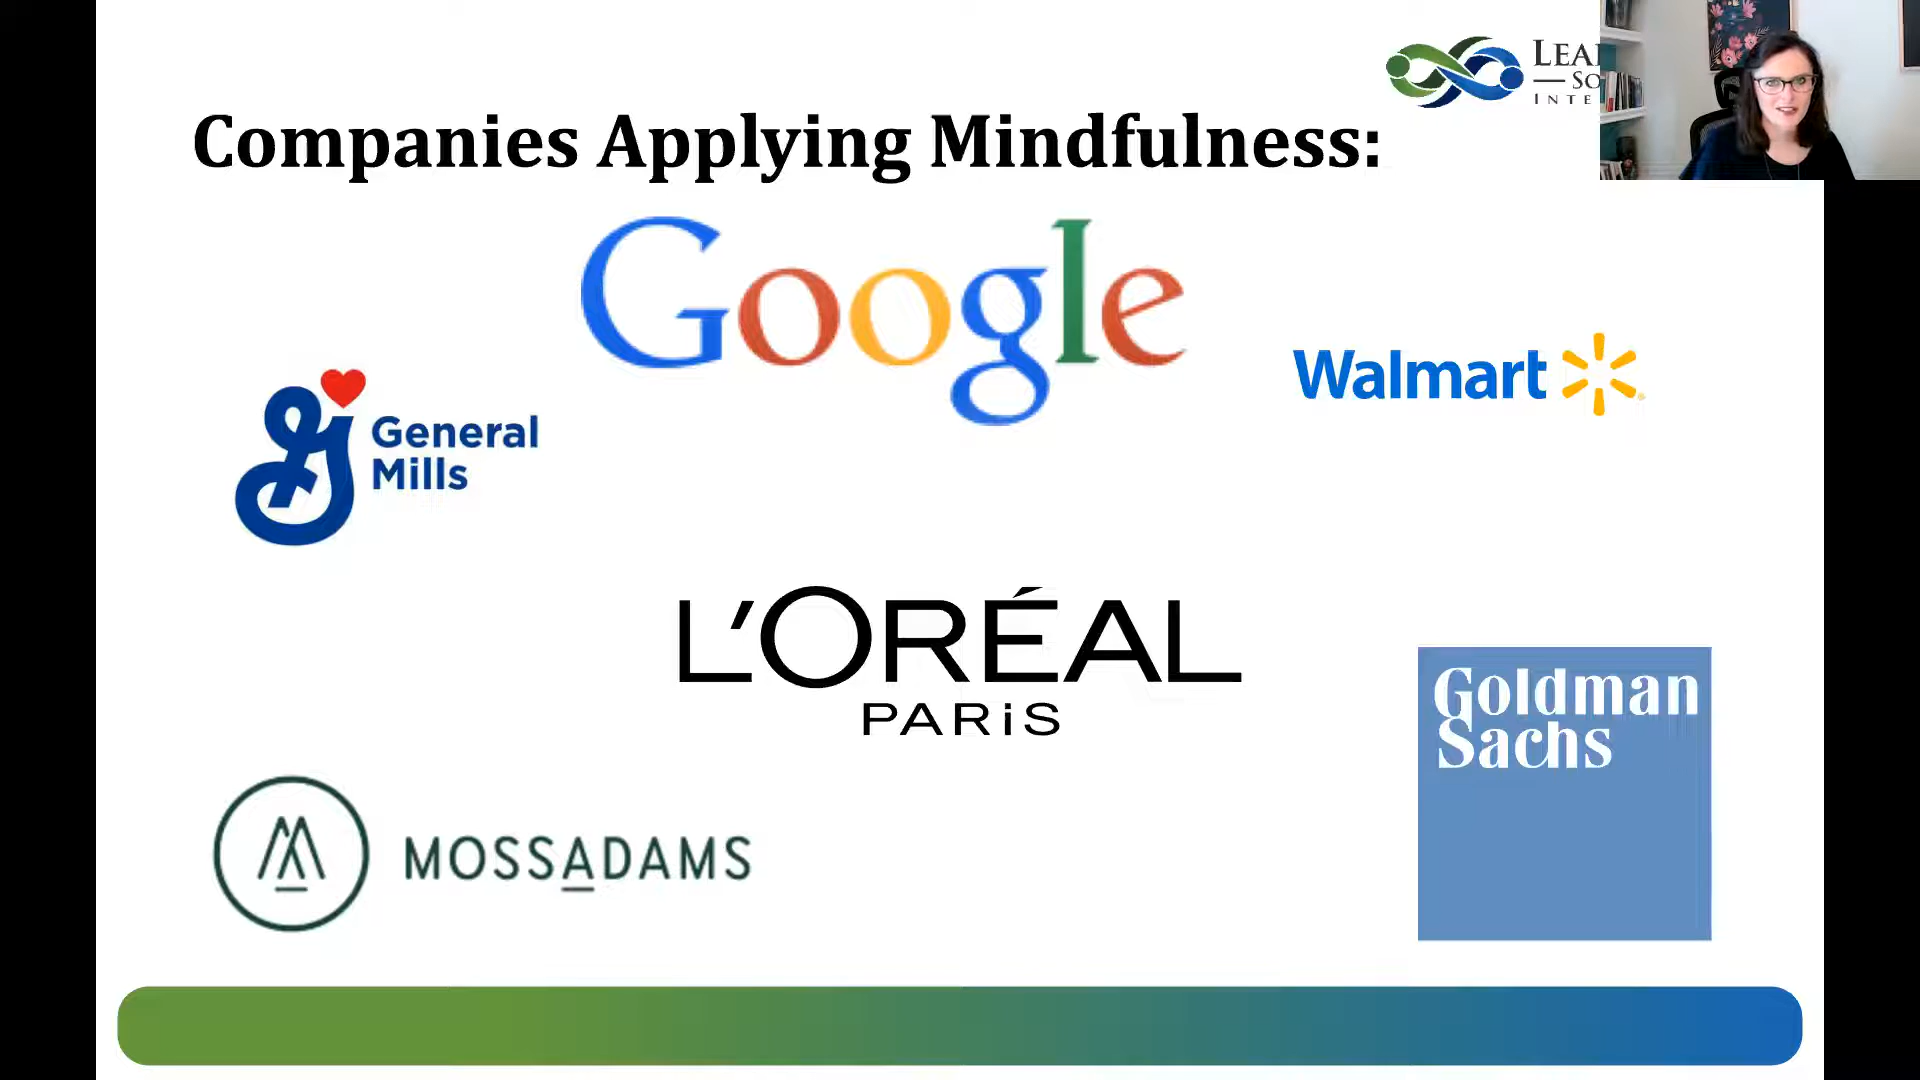 Companies Applying Mindfulness:
Google
Walmart
General
Mills
L'ORÉAL
PARiS
Goldman
Sachs
MOSSADAMS